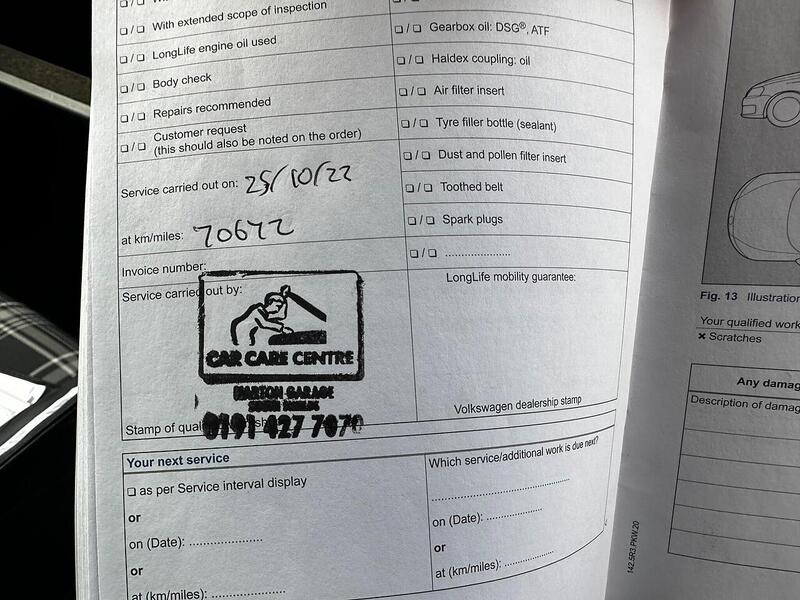 ❏ / ❏ With extended scope of inspection
❏ / ❏ LongLife engine oil used
❏ / ❏ Body check
❏ / ❏ Repairs recommended
❏ / ❏ Customer request
(this should also be noted on the order)
Service carried out on: 25/10/22
at km/miles:
Invoice number:
Service carried out by:
CAR CARE CENTRE
GARAGE
SOUTH SHIELDS
0191 427 7070
Stamp of
❏ / ❏ Gearbox oil: DSG®, ATF
❏ / ❏ Haldex coupling: oil
❏ / ❏ Air filter insert
❏ / ❏ Tyre filler bottle (sealant)
❏ / ❏ Dust and pollen filter insert
❏ / ❏ Toothed belt
❏ / ❏ Spark plugs
❏ / ❏ ......................
LongLife mobility guarantee:
Volkswagen dealership stamp
Your next service
❏ as per Service interval display
or
on (Date): ......................
or
at (km/miles): ......................
Which service/additional work is due next?
..........................................
on (Date): .................
or
at (km/miles): ...............
142.5R3.PKW.20
Fig. 13 Illustration
Your qualified work
× Scratches
Any damag
Description of damag